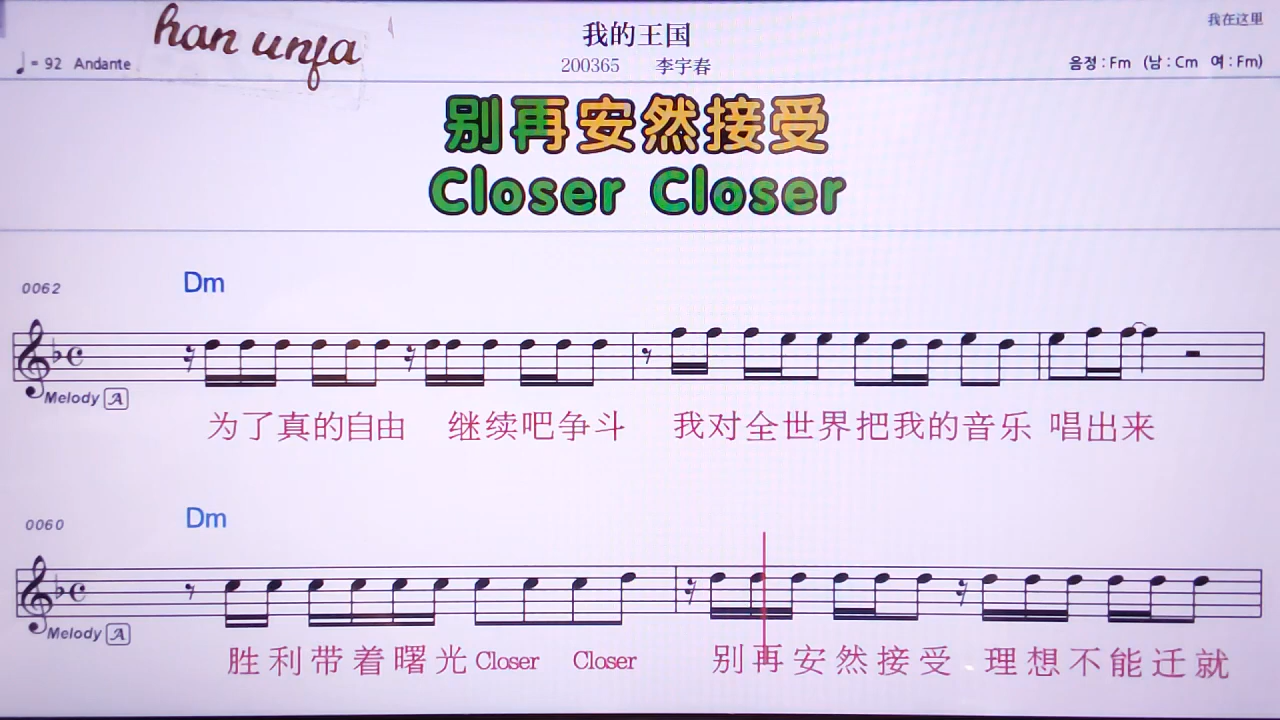 han unfa
我的王国
我在这里
♩= 92 Andante
200365 李宇春
음정 : Fm (남 : Cm 여 : Fm)
别再安然接受
Closer Closer
0062
Dm
Melody A
为了真的自由 继续吧争斗 我对全世界把我的音乐 唱出来
0060
Dm
Melody A
胜利带着曙光 Closer Closer 别再安然接受 理想不能迁就